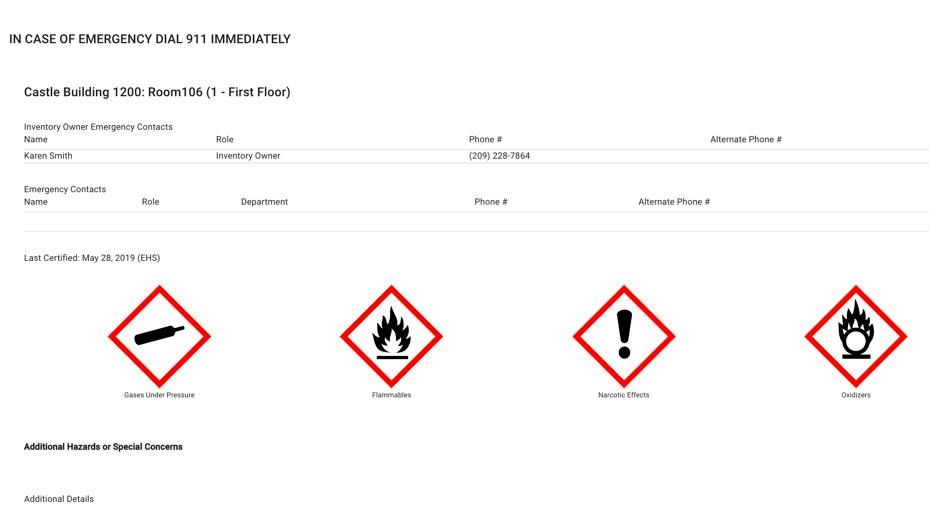 IN CASE OF EMERGENCY DIAL 911 IMMEDIATELY
Castle Building 1200: Room106 (1 - First Floor)
Inventory Owner Emergency Contacts
Name Role Phone # Alternate Phone #
Karen Smith Inventory Owner (209) 228-7864
Emergency Contacts
Name Role Department Phone # Alternate Phone #
Last Certified: May 28, 2019 (EHS)
Gases Under Pressure Flammables Narcotic Effects Oxidizers
Additional Hazards or Special Concerns
Additional Details